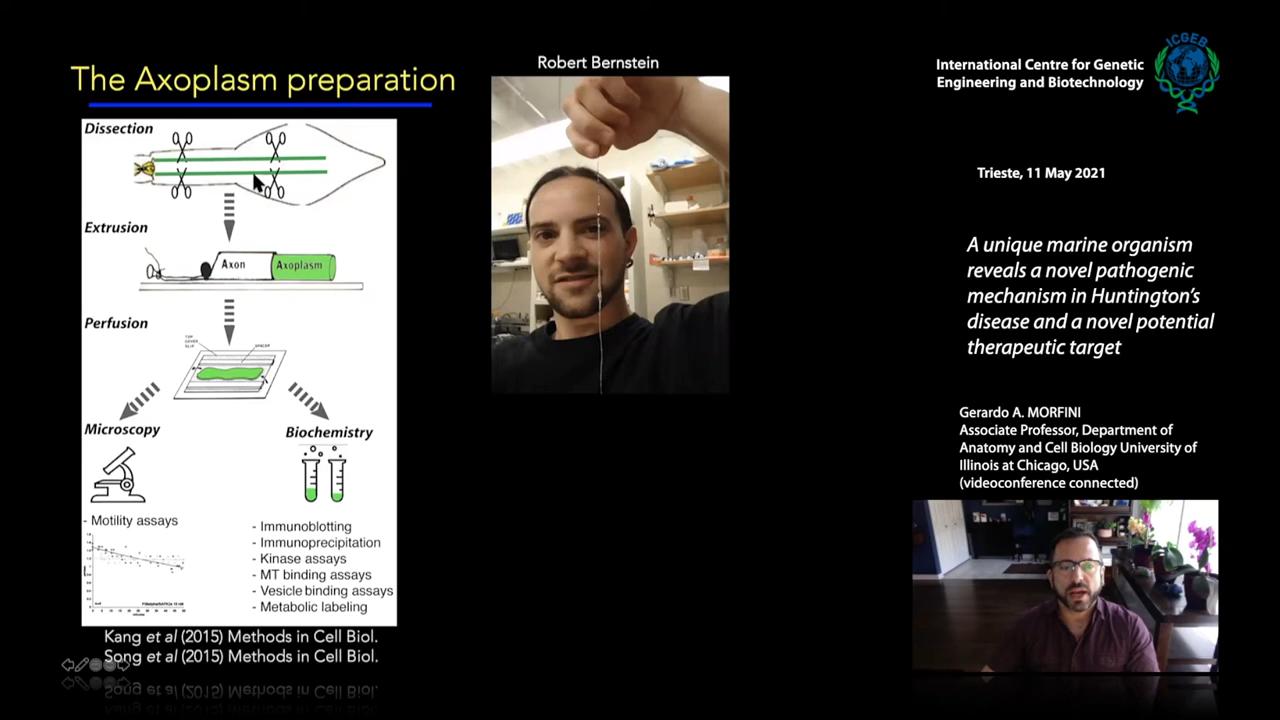 The Axoplasm preparation
Dissection
Extrusion
Axon
Axoplasm
Perfusion
TOP
COVER
SLIP
SPACER
Microscopy
Biochemistry
- Motility assays
- Immunoblotting
- Immunoprecipitation
- Kinase assays
- MT binding assays
- Vesicle binding assays
- Metabolic labeling
Kang et al (2015) Methods in Cell Biol.
Song et al (2015) Methods in Cell Biol.
Robert Bernstein
International Centre for Genetic
Engineering and Biotechnology
ICGEB
Trieste, 11 May 2021
A unique marine organism
reveals a novel pathogenic
mechanism in Huntington's
disease and a novel potential
therapeutic target
Gerardo A. MORFINI
Associate Professor, Department of
Anatomy and Cell Biology University of
Illinois at Chicago, USA
(videoconference connected)